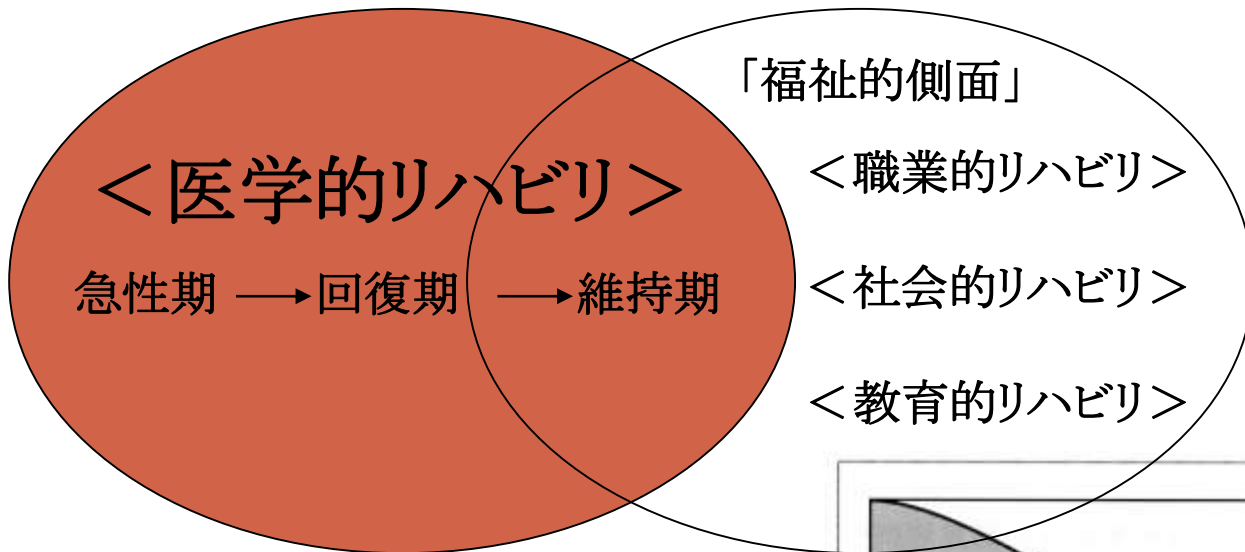 「福祉的側面」
＜医学的リハビリ＞
急性期 → 回復期 → 維持期
＜職業的リハビリ＞
＜社会的リハビリ＞
＜教育的リハビリ＞